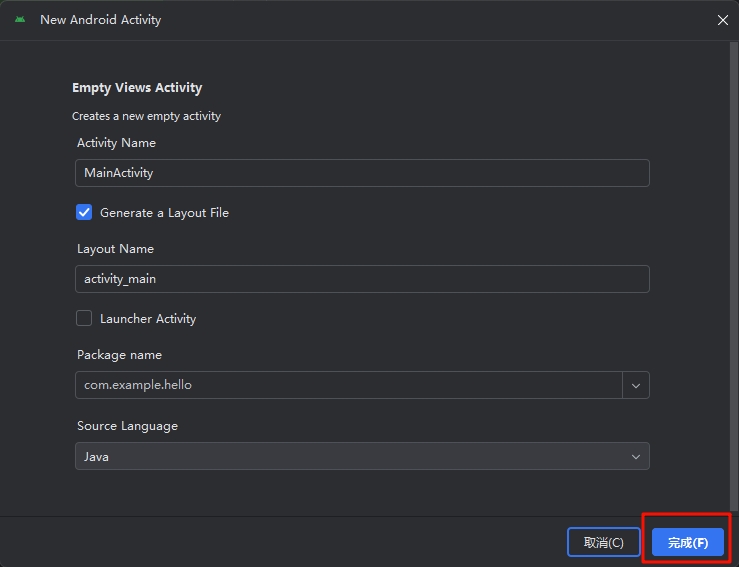 New Android Activity
Empty Views Activity
Creates a new empty activity
Activity Name
MainActivity
Generate a Layout File
Layout Name
activity_main
Launcher Activity
Package name
com.example.hello
Source Language
Java
取消(C) 完成(F)